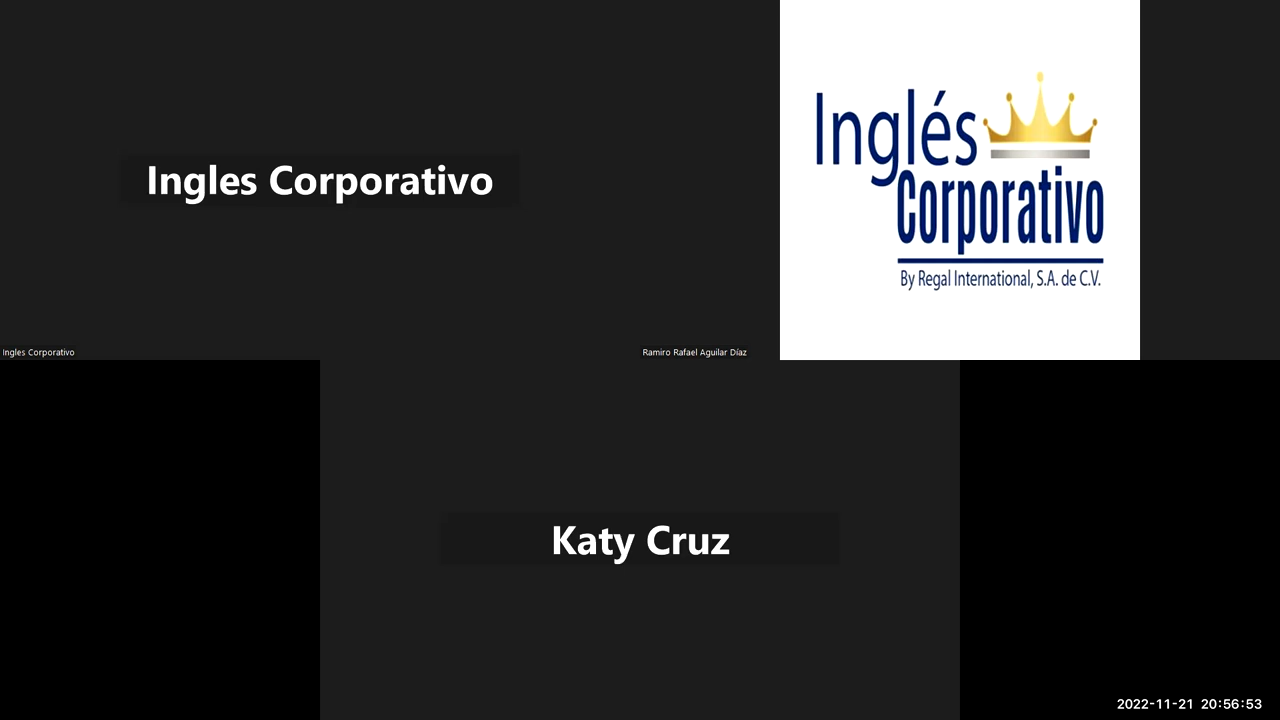 Ingles Corporativo
Inglés
Corporativo
By Regal International, S.A. de C.V.
Ingles Corporativo
Ramiro Rafael Aguilar Díaz
Katy Cruz
2022-11-21 20:56:53